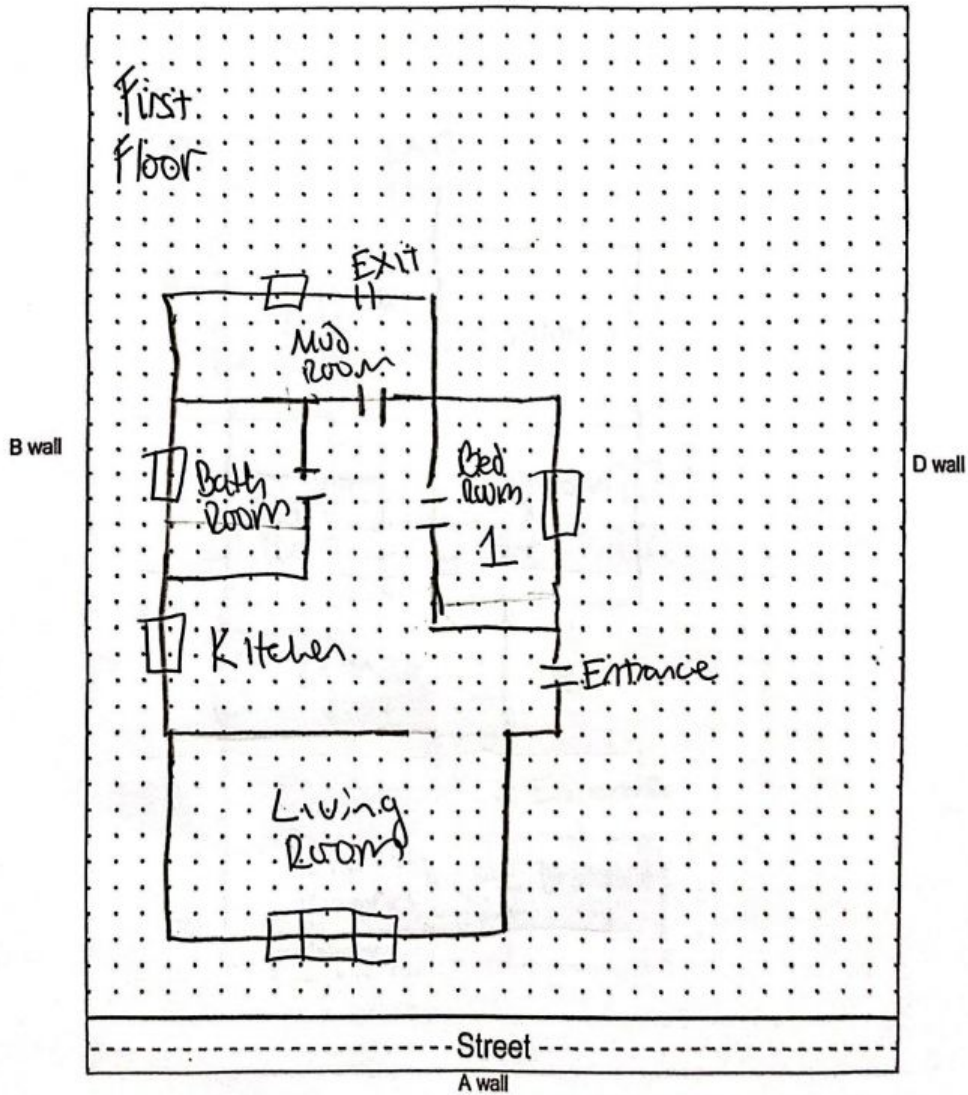 First
Floor
EXIT
Mud
Room
B wall
Bath
Room
Bed
Room
1
D wall
Kitchen
Entrance
Living
Room
Street
A wall